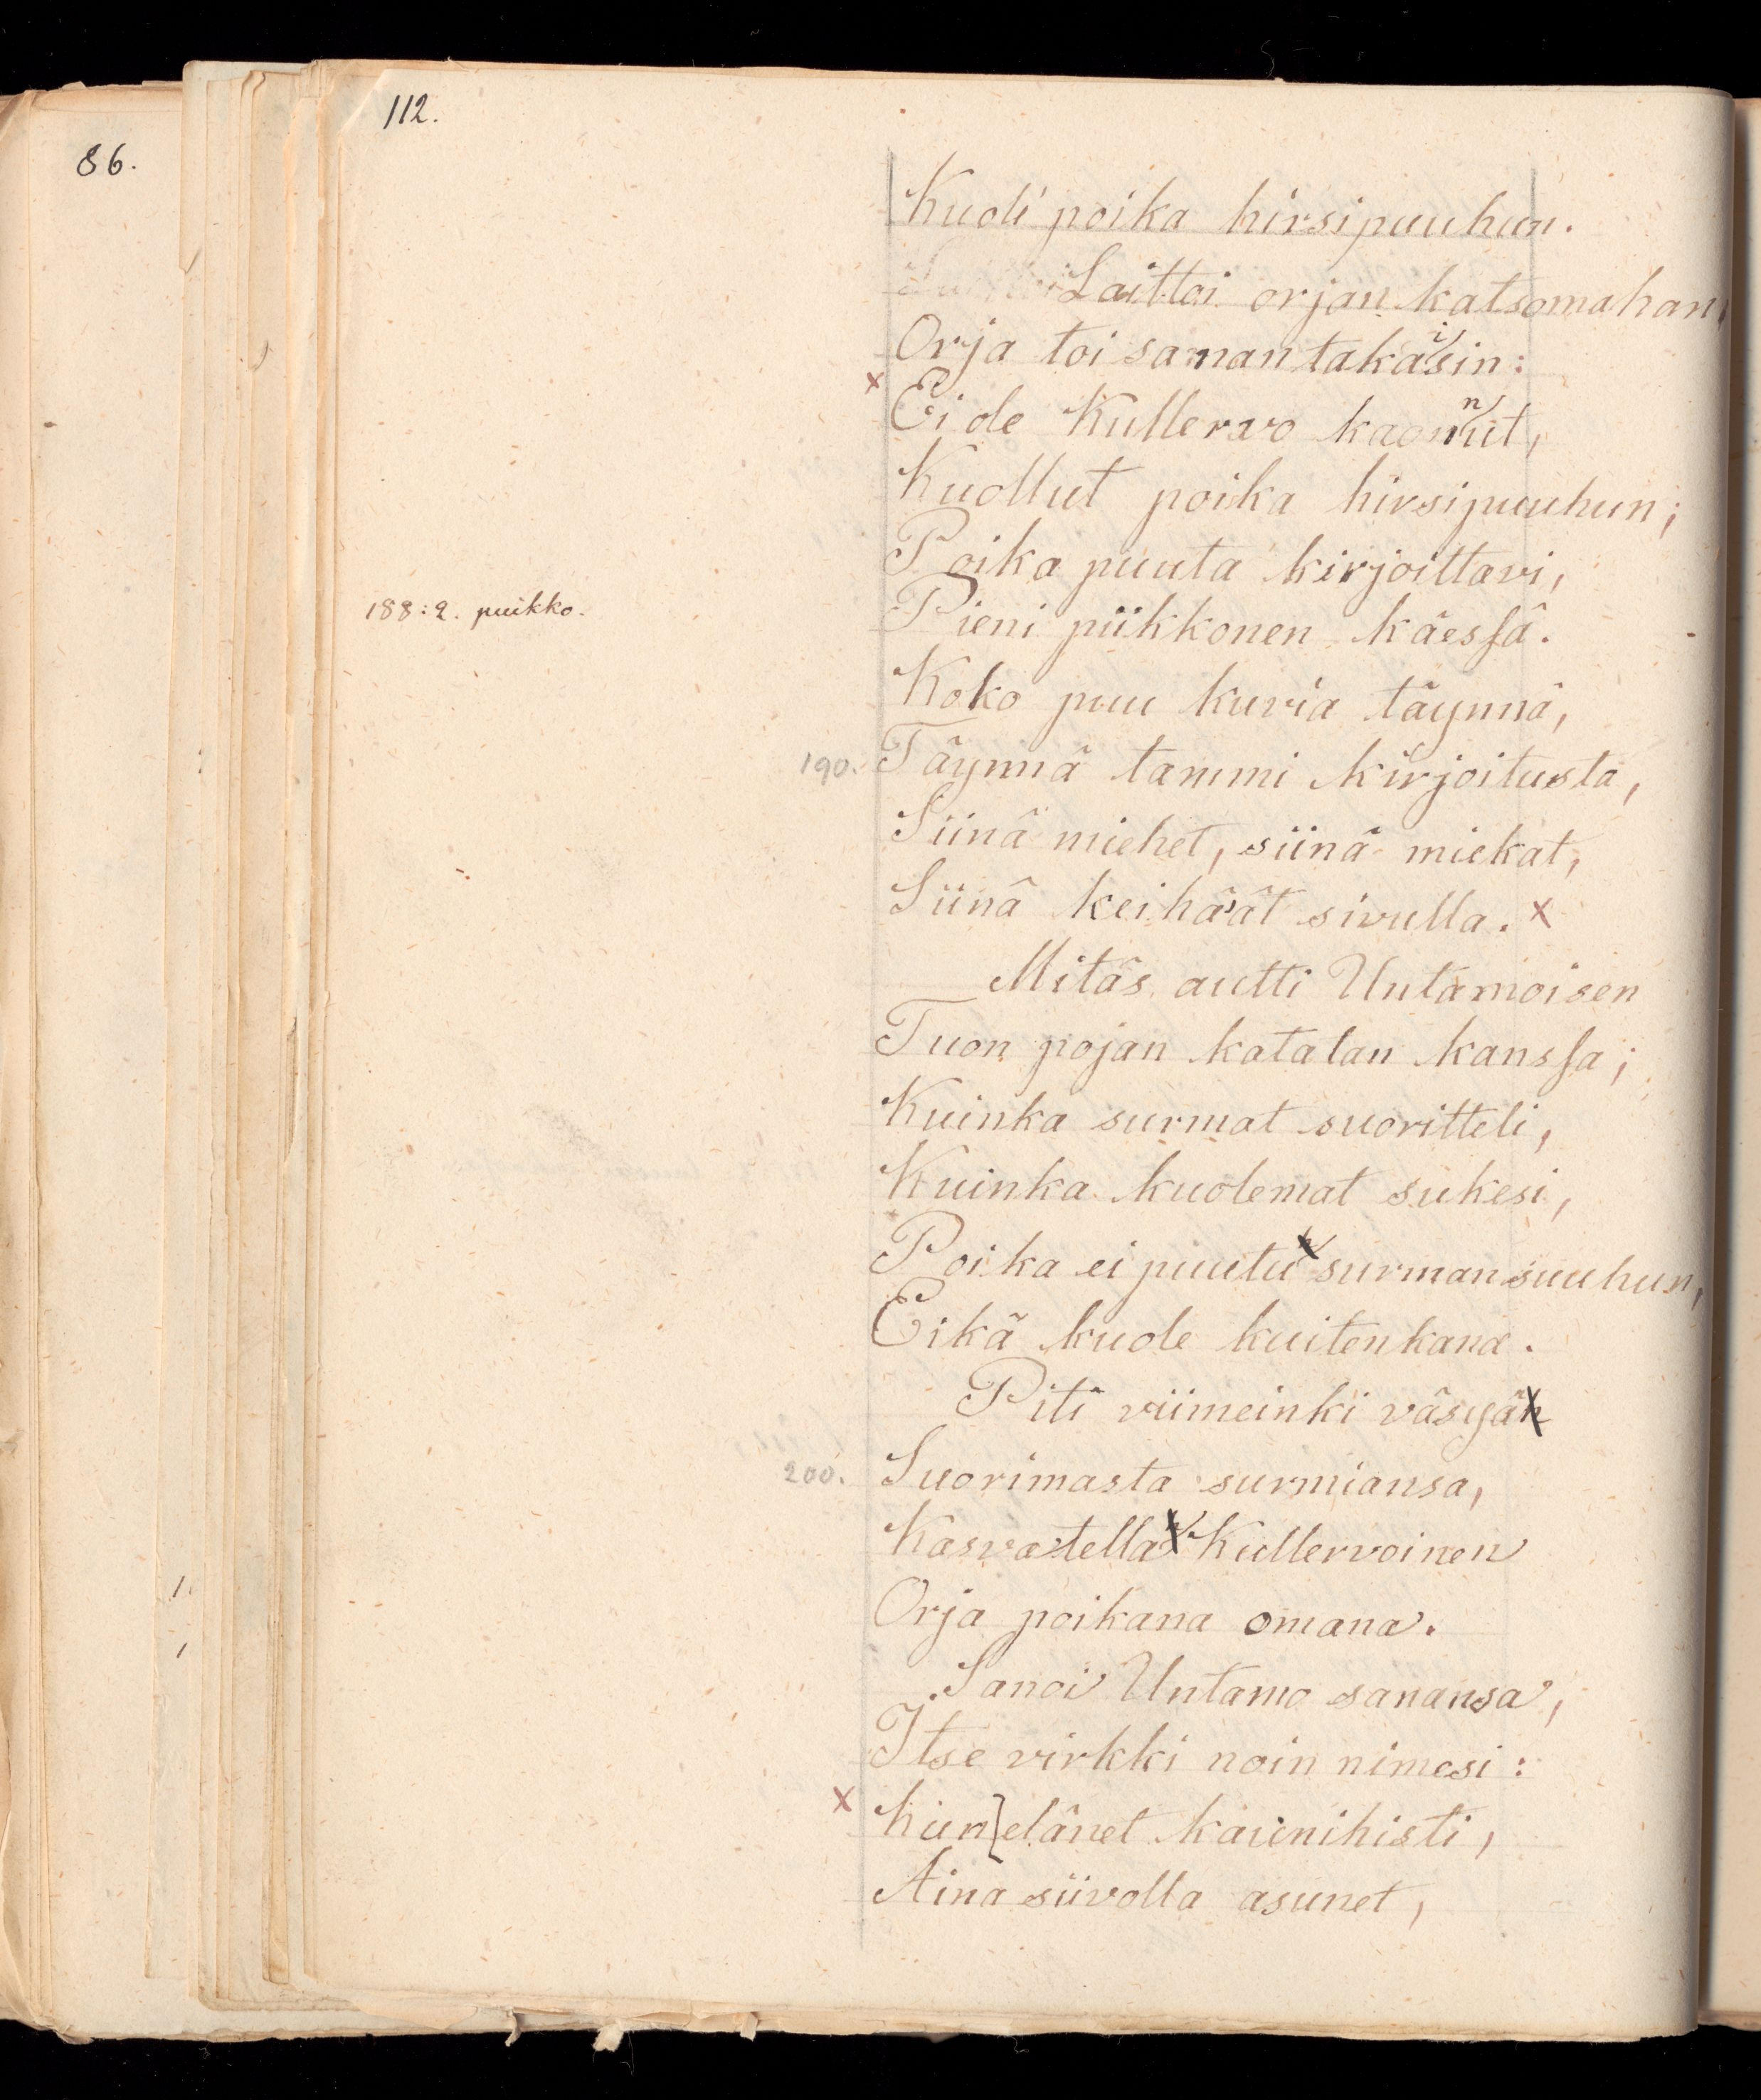 86.
112.
Kuoli poika hirsipuuhun.
Laittoi orjan katsomahan,
Orja toi sanan takaisin:
x
Ei ole Kullervo kaonnut,
Kuollut poika hirsipuuhun;
Poika puuta kirjoittavi,
188:2. puikko.
Pieni piikkonen käessä.
Koko puu kuvia täynnä,
190. Täynnä tammi kirjoitusta,
Siinä miehet, siinä miekat,
Siinä keihäät sivulla. x
Mitäs autti Untamoisen
Tuon pojan katalan kanssa;
Kuinka surmat suoritteli,
Kuinka kuolemat sukesi,
Poika ei puutu surman suuhun,
Eikä kuole kuitenkana.
Piti viimeinki väsyä
200. Suorimasta surmiansa,
Kasvatella Kullervoinen
Orja poikana omana.
Sanoi Untamo sanansa,
Itse virkki noin nimesi:
x kun] elänet kaunihisti,
Aina siivolla asunet,